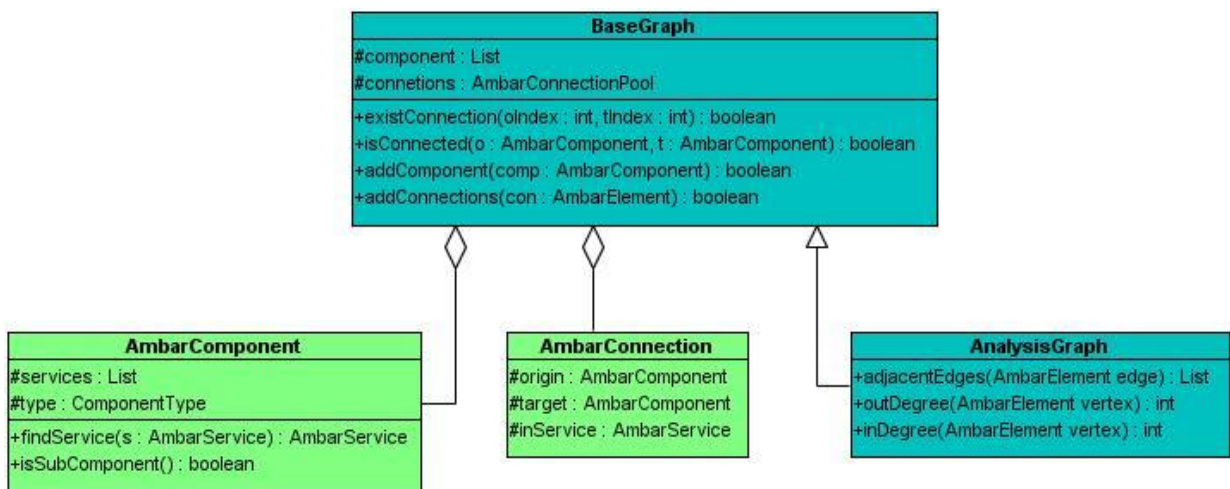 BaseGraph
#component : List
#connetions : AmbarConnectionPool
+existConnection(oIndex : int, tIndex : int) : boolean
+isConnected(o : AmbarComponent, t : AmbarComponent) : boolean
+addComponent(comp : AmbarComponent) : boolean
+addConnections(con : AmbarElement) : boolean
AmbarComponent
#services : List
#type : ComponentType
+findService(s : AmbarService) : AmbarService
+isSubComponent() : boolean
AmbarConnection
#origin : AmbarComponent
#target : AmbarComponent
#inService : AmbarService
AnalysisGraph
+adjacentEdges(AmbarElement edge) : List
+outDegree(AmbarElement vertex) : int
+inDegree(AmbarElement vertex) : int